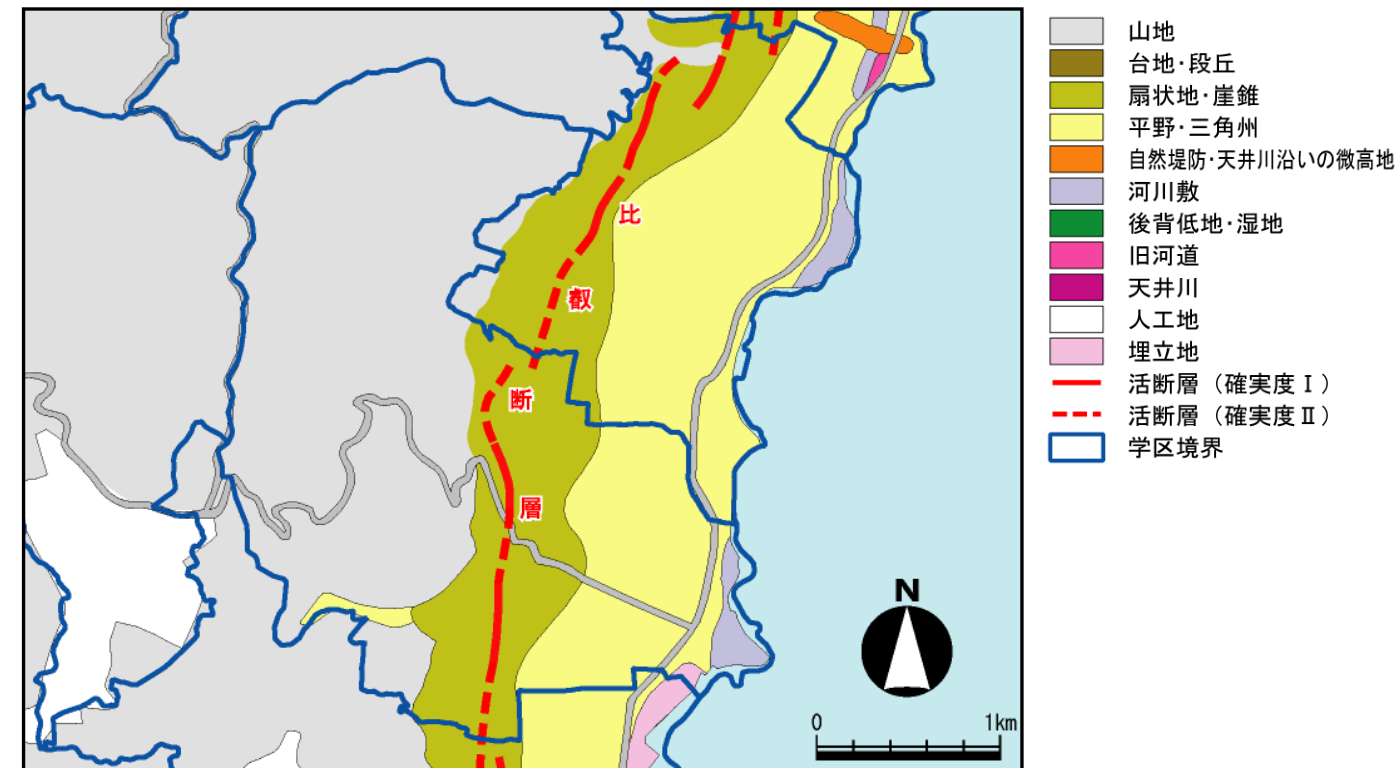 比
叡
断
層
N
0
1km
山地
台地・段丘
扇状地・崖錐
平野・三角州
自然堤防・天井川沿いの微高地
河川敷
後背低地・湿地
旧河道
天井川
人工地
埋立地
活断層（確実度Ⅰ）
活断層（確実度Ⅱ）
学区境界